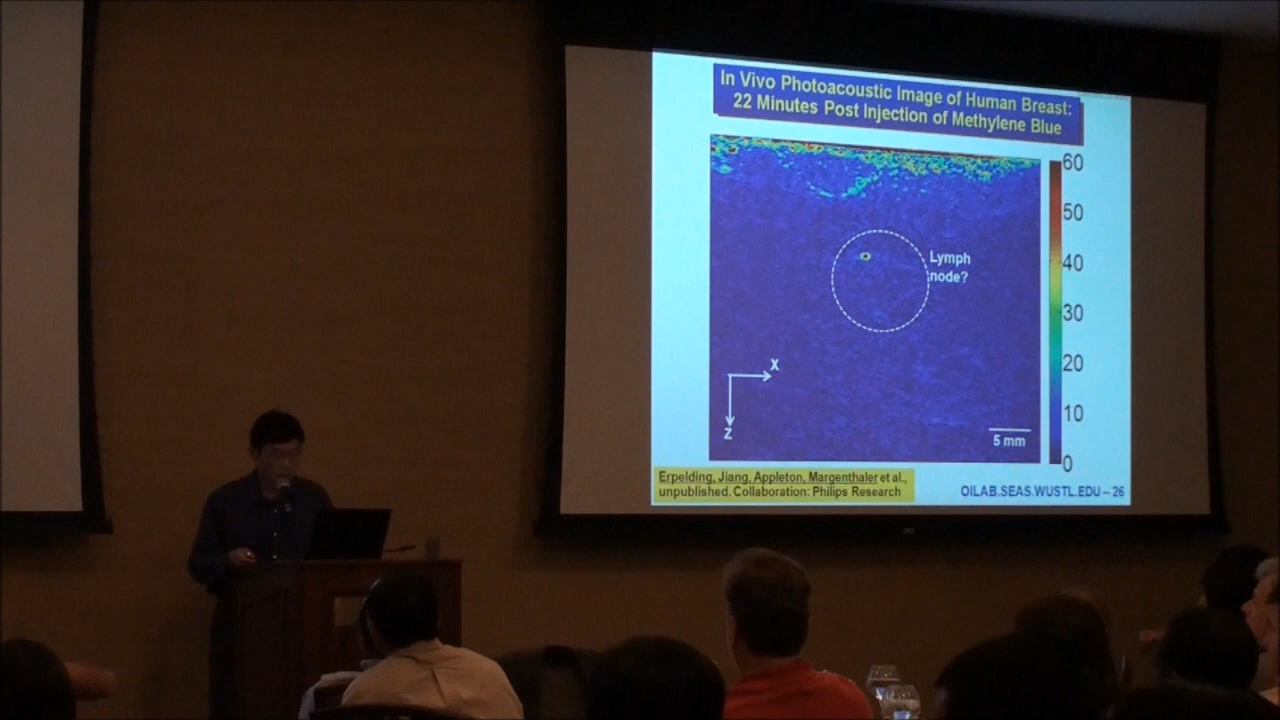 In Vivo Photoacoustic Image of Human Breast:
22 Minutes Post Injection of Methylene Blue
60
50
40
30
20
10
0
Lymph
node?
X
Z
5 mm
Erpelding, Jiang, Appleton, Margenthaler et al.,
unpublished. Collaboration: Philips Research
OILAB.SEAS.WUSTL.EDU – 26